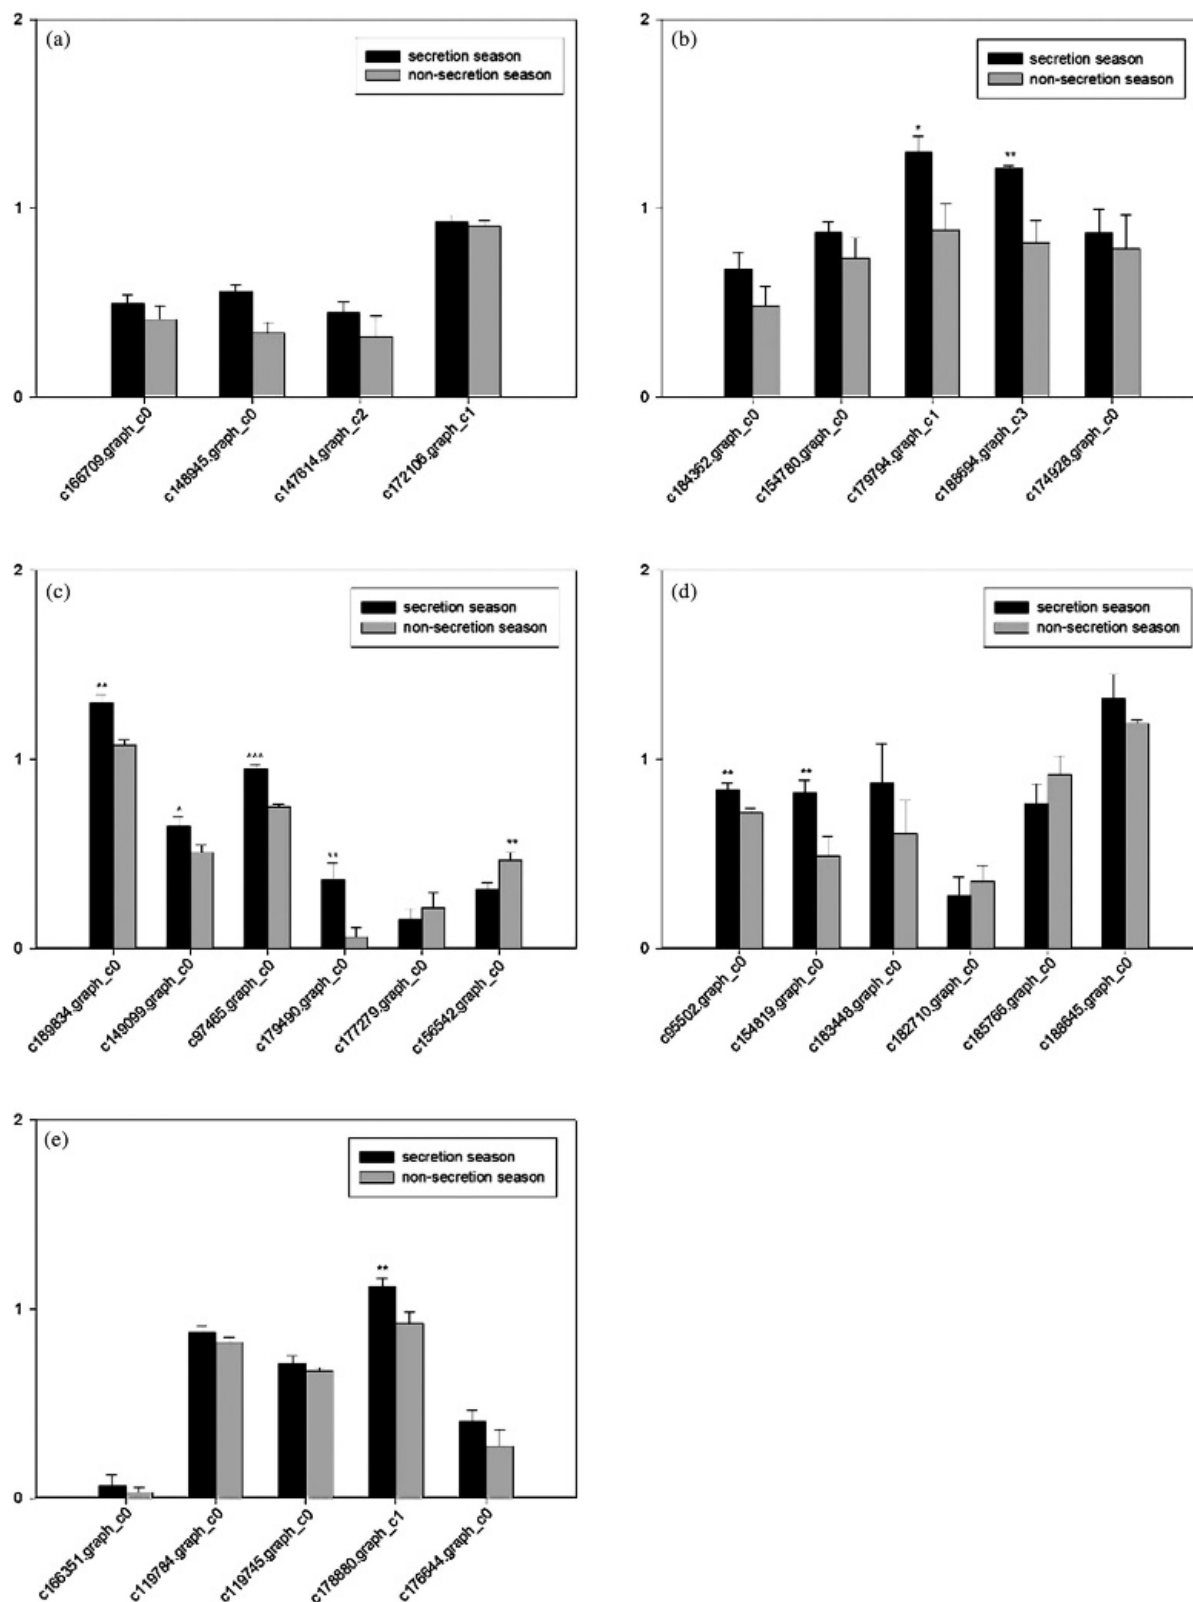 2
(a)
secretion season
non-secretion season
1
0
c166709.graph_c0
c148945.graph_c0
c147814.graph_c2
c172106.graph_c1
2
(b)
secretion season
non-secretion season
*
**
1
0
c184362.graph_c0
c154780.graph_c0
c179794.graph_c1
c188694.graph_c3
c174928.graph_c0
2
(c)
secretion season
non-secretion season
**
***
1
*
**
**
0
c189834.graph_c0
c149099.graph_c0
c97465.graph_c0
c179490.graph_c0
c177279.graph_c0
c156542.graph_c0
2
(d)
secretion season
non-secretion season
**
**
1
0
c95502.graph_c0
c154819.graph_c0
c183448.graph_c0
c182710.graph_c0
c185766.graph_c0
c188645.graph_c0
2
(e)
secretion season
non-secretion season
**
1
0
c166351.graph_c0
c119784.graph_c0
c119745.graph_c0
c178880.graph_c1
c176644.graph_c0